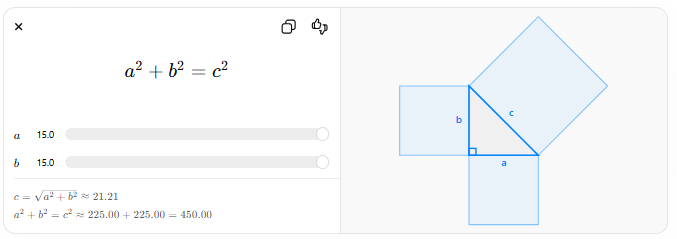 a² + b² = c²
a 15.0
b 15.0
c = √a² + b² ≈ 21.21
a² + b² = c² ≈ 225.00 + 225.00 = 450.00
b
c
a